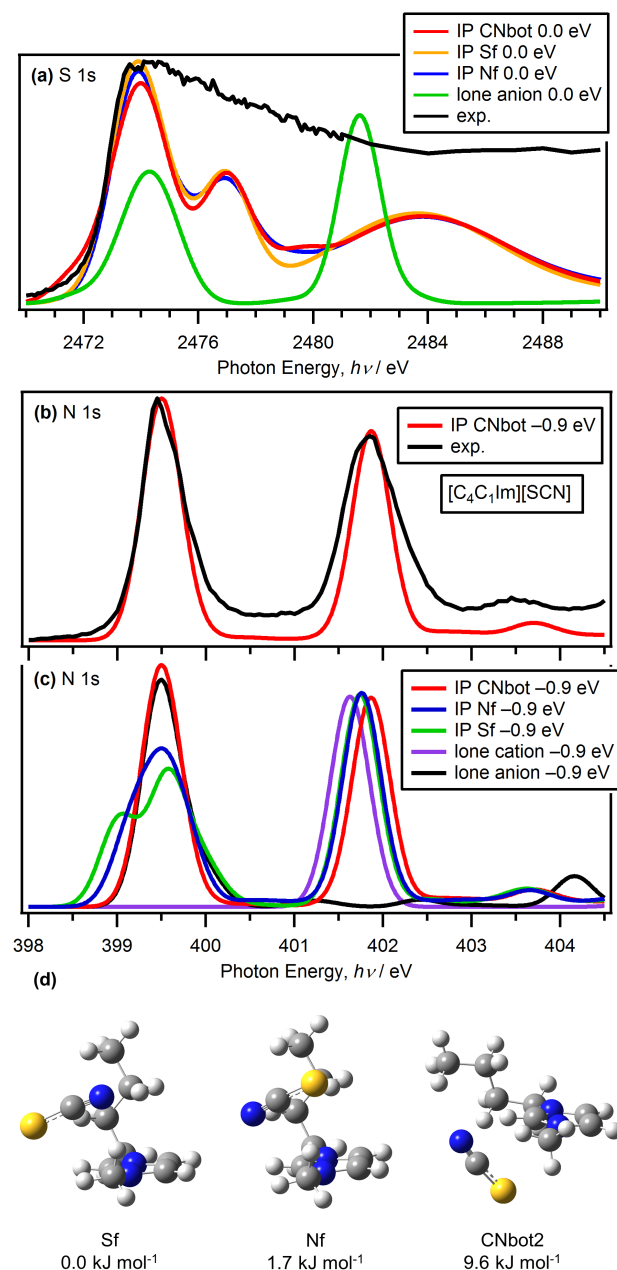 (a) S 1s
IP CNbot 0.0 eV
IP Sf 0.0 eV
IP Nf 0.0 eV
lone anion 0.0 eV
exp.
2472 2476 2480 2484 2488
Photon Energy, hν / eV
(b) N 1s
IP CNbot –0.9 eV
exp.
[C₄C₁Im][SCN]
(c) N 1s
IP CNbot –0.9 eV
IP Nf –0.9 eV
IP Sf –0.9 eV
lone cation –0.9 eV
lone anion –0.9 eV
398 399 400 401 402 403 404
Photon Energy, hν / eV
(d)
Sf Nf CNbot2
0.0 kJ mol⁻¹ 1.7 kJ mol⁻¹ 9.6 kJ mol⁻¹